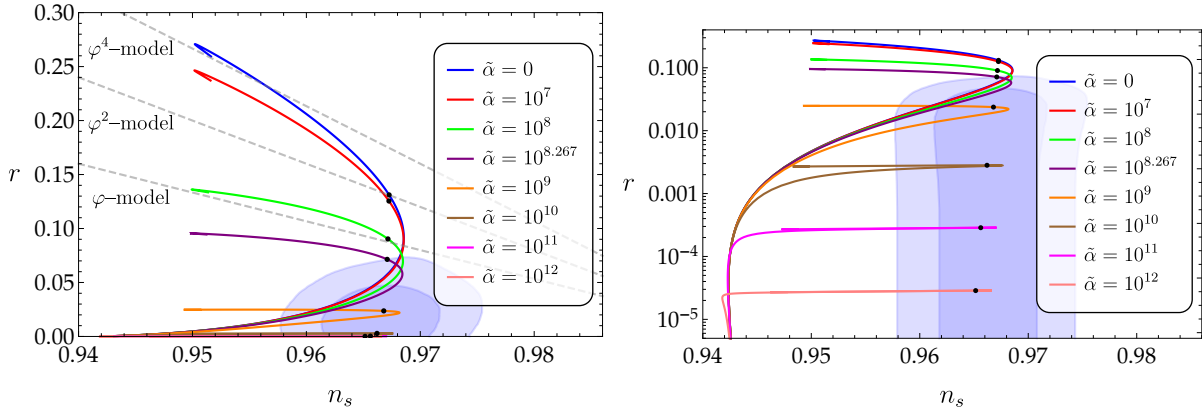 0.30
0.25
0.20
0.15
0.10
0.05
0.00
r
φ⁴–model
φ²–model
φ–model
α̃ = 0
α̃ = 10⁷
α̃ = 10⁸
α̃ = 10^8.267
α̃ = 10⁹
α̃ = 10¹⁰
α̃ = 10¹¹
α̃ = 10¹²
0.94 0.95 0.96 0.97 0.98
n_s
0.100
0.010
0.001
10⁻⁴
10⁻⁵
r
α̃ = 0
α̃ = 10⁷
α̃ = 10⁸
α̃ = 10^8.267
α̃ = 10⁹
α̃ = 10¹⁰
α̃ = 10¹¹
α̃ = 10¹²
0.94 0.95 0.96 0.97 0.98
n_s